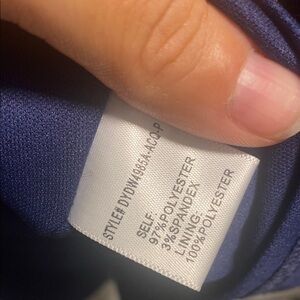 STYLE# DYDW4985A-ACQ-P
SELF:
97%POLYESTER
3%SPANDEX
LINING:
100%POLYESTER